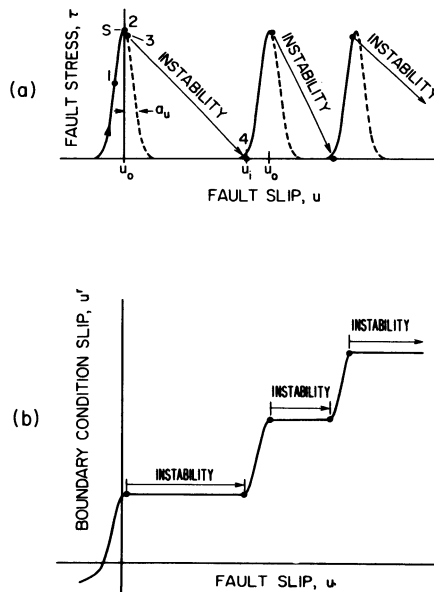 (a)
FAULT STRESS, τ
S
2
3
1
4
a_u
INSTABILITY
INSTABILITY
INSTABILITY
u_o
u_i
u_o
FAULT SLIP, u
(b)
BOUNDARY CONDITION SLIP, u^r
INSTABILITY
INSTABILITY
INSTABILITY
FAULT SLIP, u